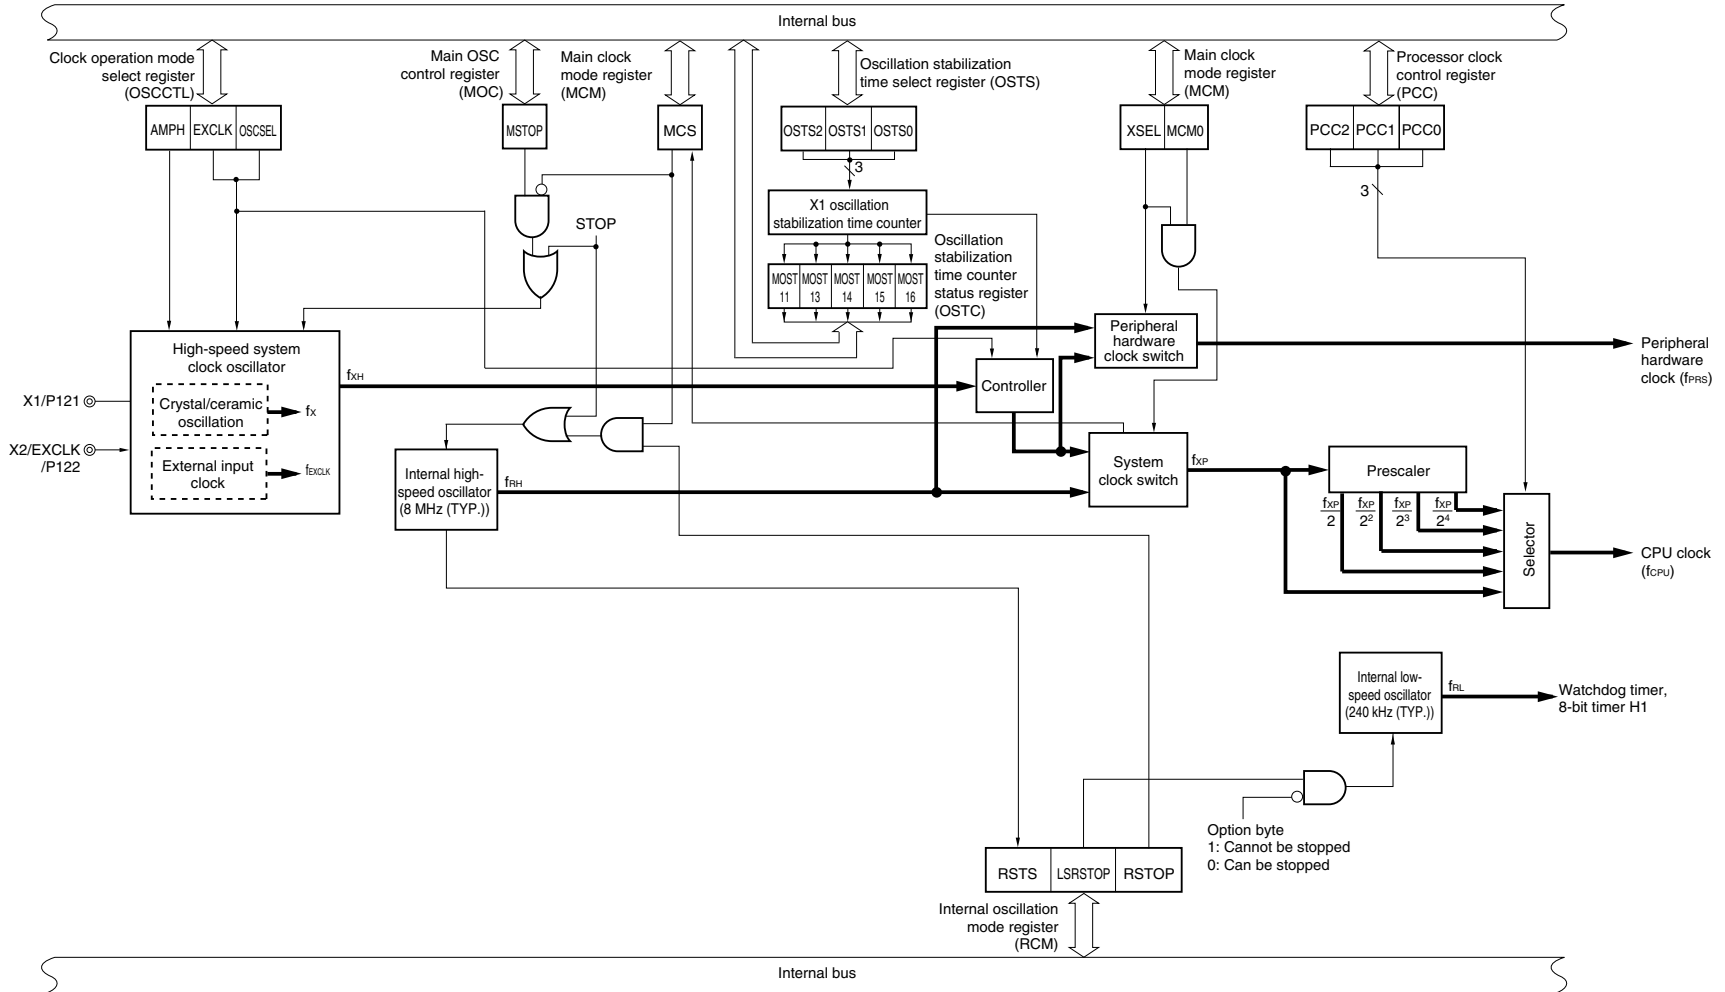 Internal bus
Clock operation mode
select register
(OSCCTL)
Main OSC
control register
(MOC)
Main clock
mode register
(MCM)
Oscillation stabilization
time select register (OSTS)
Main clock
mode register
(MCM)
Processor clock
control register
(PCC)
AMPH EXCLK OSCSEL
MSTOP
MCS
OSTS2 OSTS1 OSTS0
XSEL MCM0
PCC2 PCC1 PCC0
3
3
X1 oscillation
stabilization time counter
STOP
Oscillation
stabilization
time counter
status register
(OSTC)
MOST MOST MOST MOST MOST
11 13 14 15 16
High-speed system
clock oscillator
Crystal/ceramic
oscillation
fX
External input
clock
fEXCLK
X1/P121
X2/EXCLK
/P122
fXH
Controller
Peripheral
hardware
clock switch
Peripheral
hardware
clock (fPRS)
Internal high-
speed oscillator
(8 MHz (TYP.))
fRH
System
clock switch
fXP
Prescaler
fXP fXP fXP fXP
2 2² 2³ 2⁴
Selector
CPU clock
(fCPU)
Internal low-
speed oscillator
(240 kHz (TYP.))
fRL
Watchdog timer,
8-bit timer H1
Option byte
1: Cannot be stopped
0: Can be stopped
RSTS LSRSTOP RSTOP
Internal oscillation
mode register
(RCM)
Internal bus